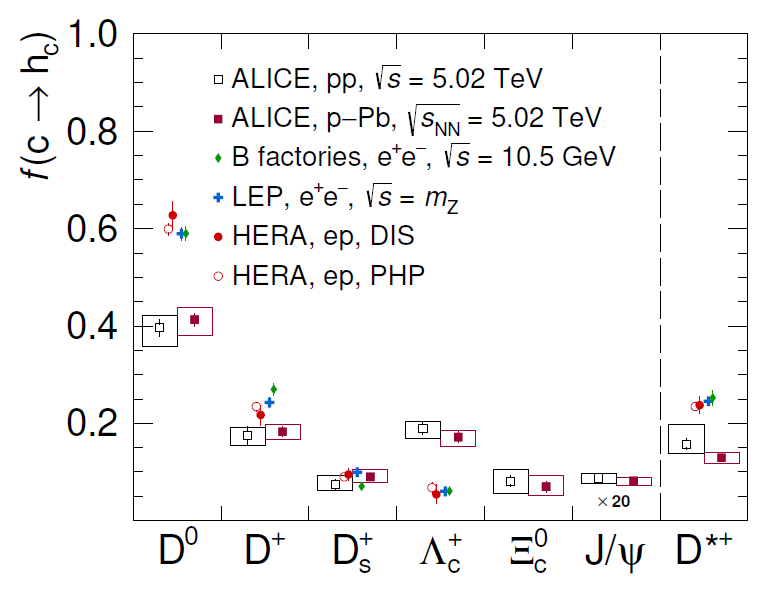 f(c → h_c)
1.0
0.8
0.6
0.4
0.2
ALICE, pp, √s = 5.02 TeV
ALICE, p−Pb, √s_NN = 5.02 TeV
B factories, e⁺e⁻, √s = 10.5 GeV
LEP, e⁺e⁻, √s = m_Z
HERA, ep, DIS
HERA, ep, PHP
× 20
D⁰ D⁺ D_s⁺ Λ_c⁺ Ξ_c⁰ J/ψ D*⁺